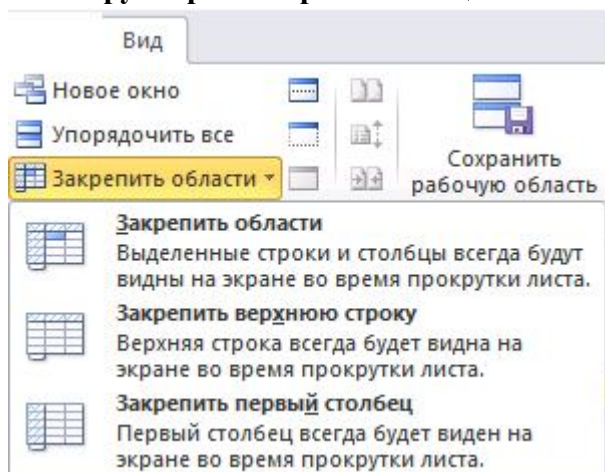 Вид
Новое окно
Упорядочить все
Закрепить области
Сохранить
рабочую область
Закрепить области
Выделенные строки и столбцы всегда будут
видны на экране во время прокрутки листа.
Закрепить верхнюю строку
Верхняя строка всегда будет видна на
экране во время прокрутки листа.
Закрепить первый столбец
Первый столбец всегда будет виден на
экране во время прокрутки листа.